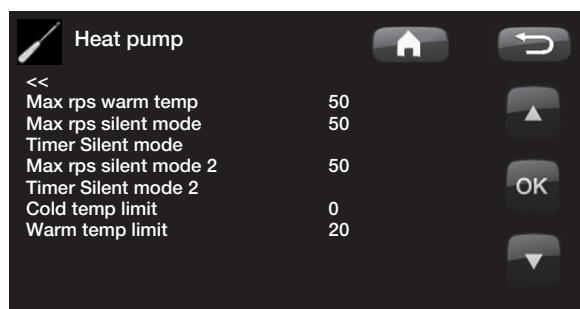 Heat pump
<<
Max rps warm temp 50
Max rps silent mode 50
Timer Silent mode
Max rps silent mode 2 50
Timer Silent mode 2
Cold temp limit 0
Warm temp limit 20
OK